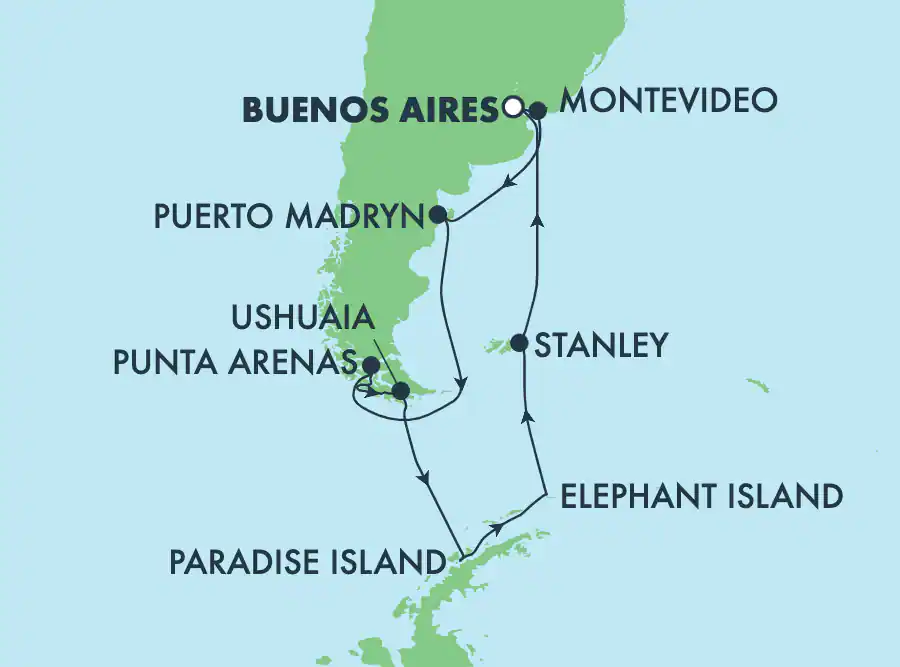 BUENOS AIRES
MONTEVIDEO
PUERTO MADRYN
USHUAIA
STANLEY
PUNTA ARENAS
ELEPHANT ISLAND
PARADISE ISLAND